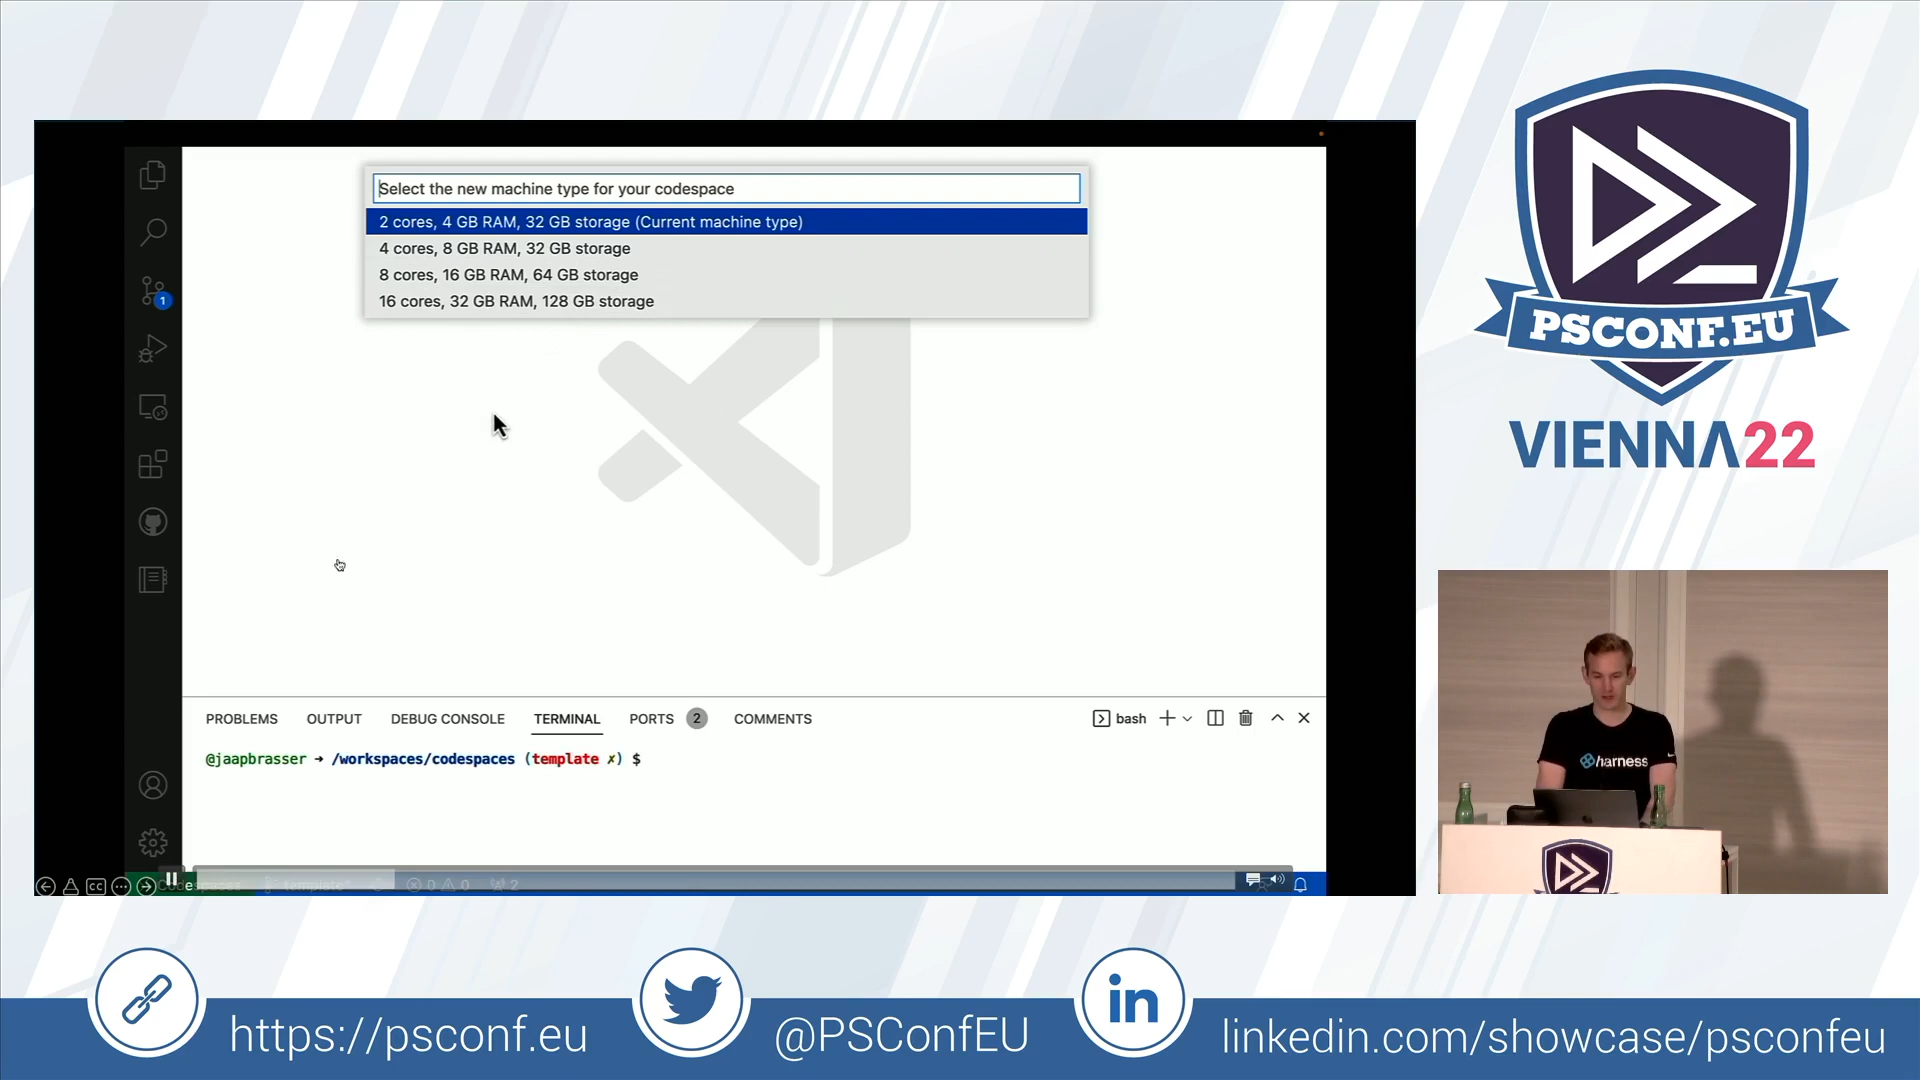 Select the new machine type for your codespace
2 cores, 4 GB RAM, 32 GB storage (Current machine type)
4 cores, 8 GB RAM, 32 GB storage
8 cores, 16 GB RAM, 64 GB storage
16 cores, 32 GB RAM, 128 GB storage
1
PROBLEMS OUTPUT DEBUG CONSOLE TERMINAL PORTS 2 COMMENTS bash
@jaapbrasser → /workspaces/codespaces (template ✗) $
CC
PSCONF.EU
VIENNA22
harness
https://psconf.eu
@PSConfEU
in
linkedin.com/showcase/psconfeu